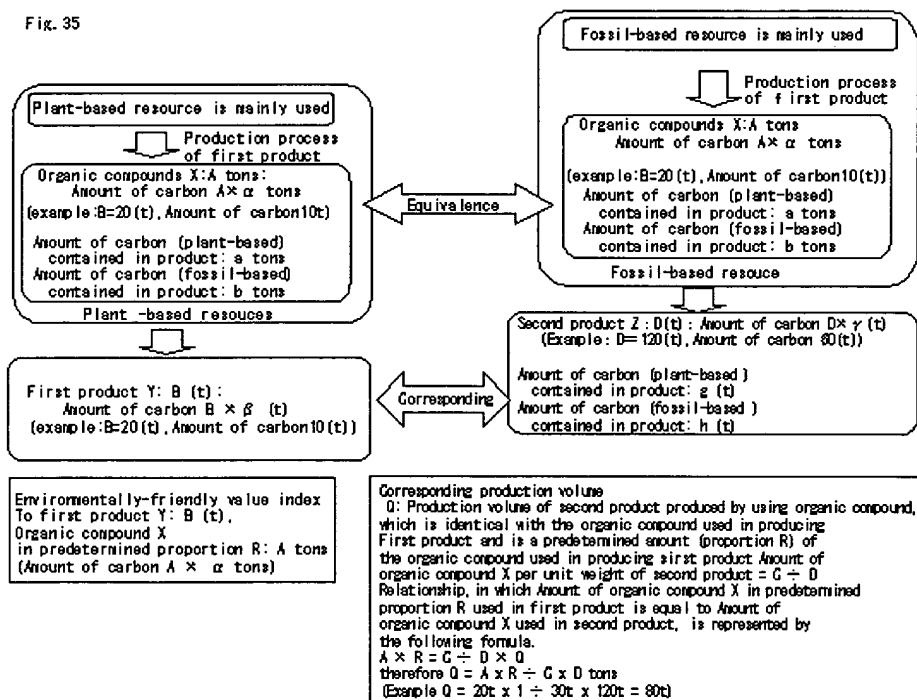 Fig. 35
Plant-based resource is mainly used
Production process
of first product
Organic compounds X:A tons:
Amount of carbon A× α tons
(example:B=20(t), Amount of carbon10t)
Amount of carbon (plant-based)
contained in product: a tons
Amount of carbon (fossil-based)
contained in product: b tons
Plant -based resouces
Equivalence
Fossil-based resource is mainly used
Production process
of f irst product
Organic compounds X:A tons
Amount of carbon A× α tons
(example:B=20(t), Amount of carbon10(t))
Amount of carbon (plant-based)
contained in product: a tons
Amount of carbon (fossil-based)
contained in product: b tons
Fossil-based resouce
First product Y: B (t):
Amount of carbon B × β (t)
(example:B=20(t), Amount of carbon10(t))
Corresponding
Second product Z:D(t): Amount of carbon D×γ(t)
(Example: D=120(t), Amount of carbon 60(t))
Amount of carbon (plant-based )
contained in product: g (t)
Amount of carbon (fossil-based )
contained in product: h (t)
Environmentally-friendly value index
To first product Y: B (t),
Organic compound X
in predetermined proportion R: A tons
(Amount of carbon A × α tons)
Corresponding production volume
Q: Production volume of second product produced by using organic compound,
which is identical with the organic compound used in producing
First product and is a predetermined amount (proportion R) of
the organic compound used in producing sirst product Amount of
organic compound X per unit weight of second product = G ÷ D
Relationship, in which Amount of organic compound X in predetermined
proportion R used in first product is equal to Amount of
organic compound X used in second product, is represented by
the following formula.
A × R = G ÷ D × Q
therefore Q = A x R ÷ G x D tons
(Example Q = 20t x 1 ÷ 30t x 120t = 80t)